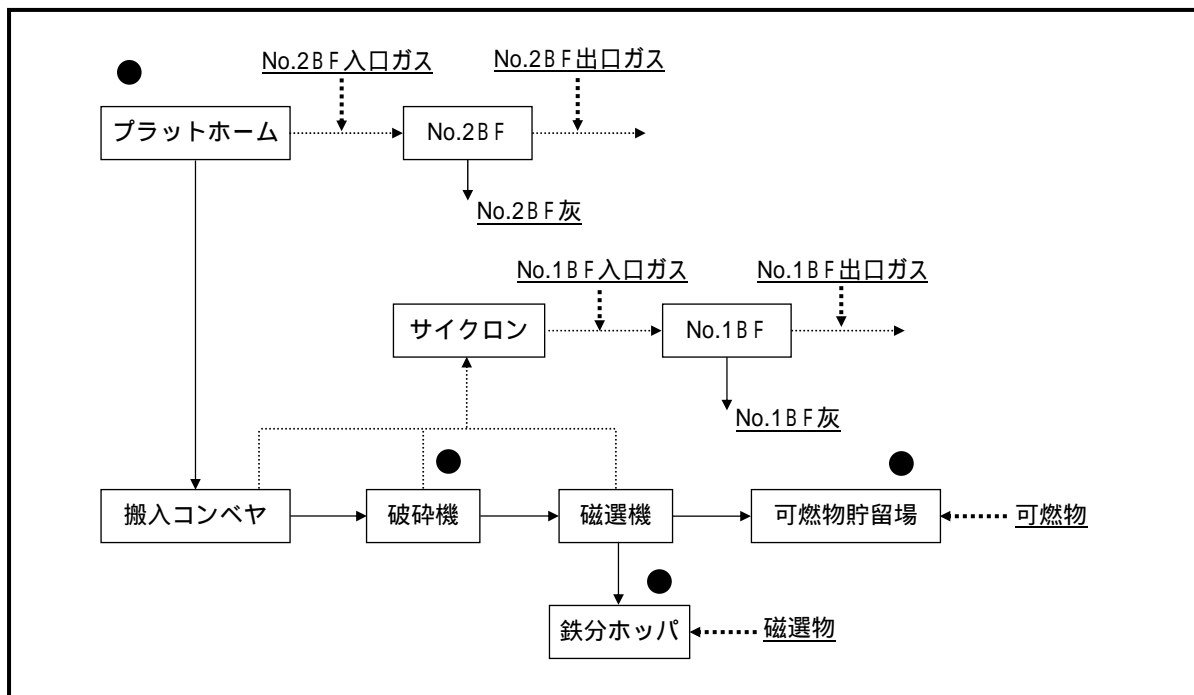 No.2BF入口ガス
No.2BF出口ガス
プラットホーム
No.2BF
No.2BF灰
No.1BF入口ガス
No.1BF出口ガス
サイクロン
No.1BF
No.1BF灰
搬入コンベヤ
破砕機
磁選機
可燃物貯留場
可燃物
鉄分ホッパ
磁選物